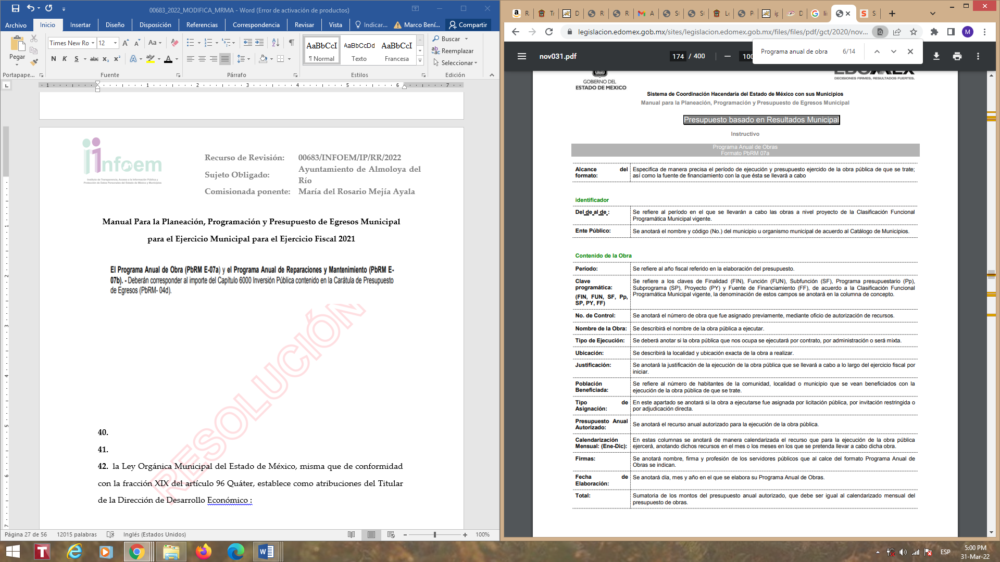 00683_2022_MODIFICA_MRMA - Word (Error de activación de productos)
Archivo Inicio Insertar Diseño Disposición Referencias Correspondencia Revisar Vista Indicar... Marco Bení... Compartir
Pegar
Portapape...
Times New Ro 12
Fuente
Párrafo
AaBbCcI AaBbCcDd AaBbCcI
¶ Normal Texto Francesa
Estilos
Buscar
Reemplazar
Seleccionar
Edición
infoem
Instituto de Transparencia, Acceso a la Información Pública y
Protección de Datos Personales del Estado de México y Municipios
Recurso de Revisión: 00683/INFOEM/IP/RR/2022
Sujeto Obligado: Ayuntamiento de Almoloya del
Río
Comisionada ponente: María del Rosario Mejía Ayala
Manual Para la Planeación, Programación y Presupuesto de Egresos Municipal
para el Ejercicio Municipal para el Ejercicio Fiscal 2021
El Programa Anual de Obra (PbRM E-07a) y el Programa Anual de Reparaciones y Mantenimiento (PbRM E-
07b). - Deberán corresponder al importe del Capítulo 6000 Inversión Pública contenido en la Carátula de Presupuesto
de Egresos (PbRM- 04d).
RESOLUCIÓN
40.
41.
42. la Ley Orgánica Municipal del Estado de México, misma que de conformidad
con la fracción XIX del artículo 96 Quáter, establece como atribuciones del Titular
de la Dirección de Desarrollo Económico :
Página 27 de 56 12015 palabras Inglés (Estados Unidos) 100%
legislacion.edomex.gob.mx/sites/legislacion.edomex.gob.mx/files/files/pdf/gct/2020/nov...
nov031.pdf 174 / 400
Programa anual de obra 6/14
GOBIERNO DEL
ESTADO DE MÉXICO
EDOMEX
DECISIONES FIRMES, RESULTADOS FUERTES.
Sistema de Coordinación Hacendaría del Estado de México con sus Municipios
Manual para la Planeación, Programación y Presupuesto de Egresos Municipal
Presupuesto basado en Resultados Municipal
Instructivo
Programa Anual de Obras
Formato PbRM 07a
Alcance del formato: Especifica de manera precisa el período de ejecución y presupuesto ejercido de la obra pública de que se trate;
así como la fuente de financiamiento con la que ésta se llevará a cabo
identificador
Del de al de : Se refiere al período en el que se llevarán a cabo las obras a nivel proyecto de la Clasificación Funcional
Programática Municipal vigente.
Ente Público: Se anotará el nombre y código (No.) del municipio u organismo municipal de acuerdo al Catálogo de Municipios.
Contenido de la Obra
Período: Se refiere al año fiscal referido en la elaboración del presupuesto.
Clave programática: (FIN, FUN, SF, Pp, SP, PY, FF) Se refiere a los claves de Finalidad (FIN), Función (FUN), Subfunción (SF), Programa presupuestario (Pp),
Subprograma (SP), Proyecto (PY) y Fuente de Financiamiento (FF), de acuerdo a la Clasificación Funcional
Programática Municipal vigente, la denominación de estos campos se anotará en la columna de concepto.
No. de Control: Se anotará el número de obra que fue asignado previamente, mediante oficio de autorización de recursos.
Nombre de la Obra: Se describirá el nombre de la obra pública a ejecutar.
Tipo de Ejecución: Se deberá anotar si la obra pública que nos ocupa se ejecutará por contrato, por administración o será mixta.
Ubicación: Se describirá la localidad y ubicación exacta de la obra a realizar.
Justificación: Se anotará la justificación de la ejecución de la obra pública que se llevará a cabo a lo largo del ejercicio fiscal por
iniciar.
Población Beneficiada: Se refiere al número de habitantes de la comunidad, localidad o municipio que se vean beneficiados con la
ejecución de la obra pública de que se trate.
Tipo de Asignación: En este apartado se anotará si la obra a ejecutarse fue asignada por licitación pública, por invitación restringida o
por adjudicación directa.
Presupuesto Anual Autorizado: Se anotará el recurso anual autorizado para la ejecución de la obra pública.
Calendarización Mensual: (Ene-Dic): En estas columnas se anotará de manera calendarizada el recurso que para la ejecución de la obra pública
ejercerá, anotando dichos recursos en el mes o los meses en los que se pretenda llevar a cabo dicha obra.
Firmas: Se anotará nombre, firma y profesión de los servidores públicos que al calce del formato Programa Anual de
Obras se indican.
Fecha de Elaboración: Se anotará día, mes y año en el que se elabora su Programa Anual de Obras.
Total: Sumatoria de los montos del presupuesto anual autorizado, que debe ser igual al calendarizado mensual del
presupuesto de obras.
ESP
5:00 PM
31-Mar-22